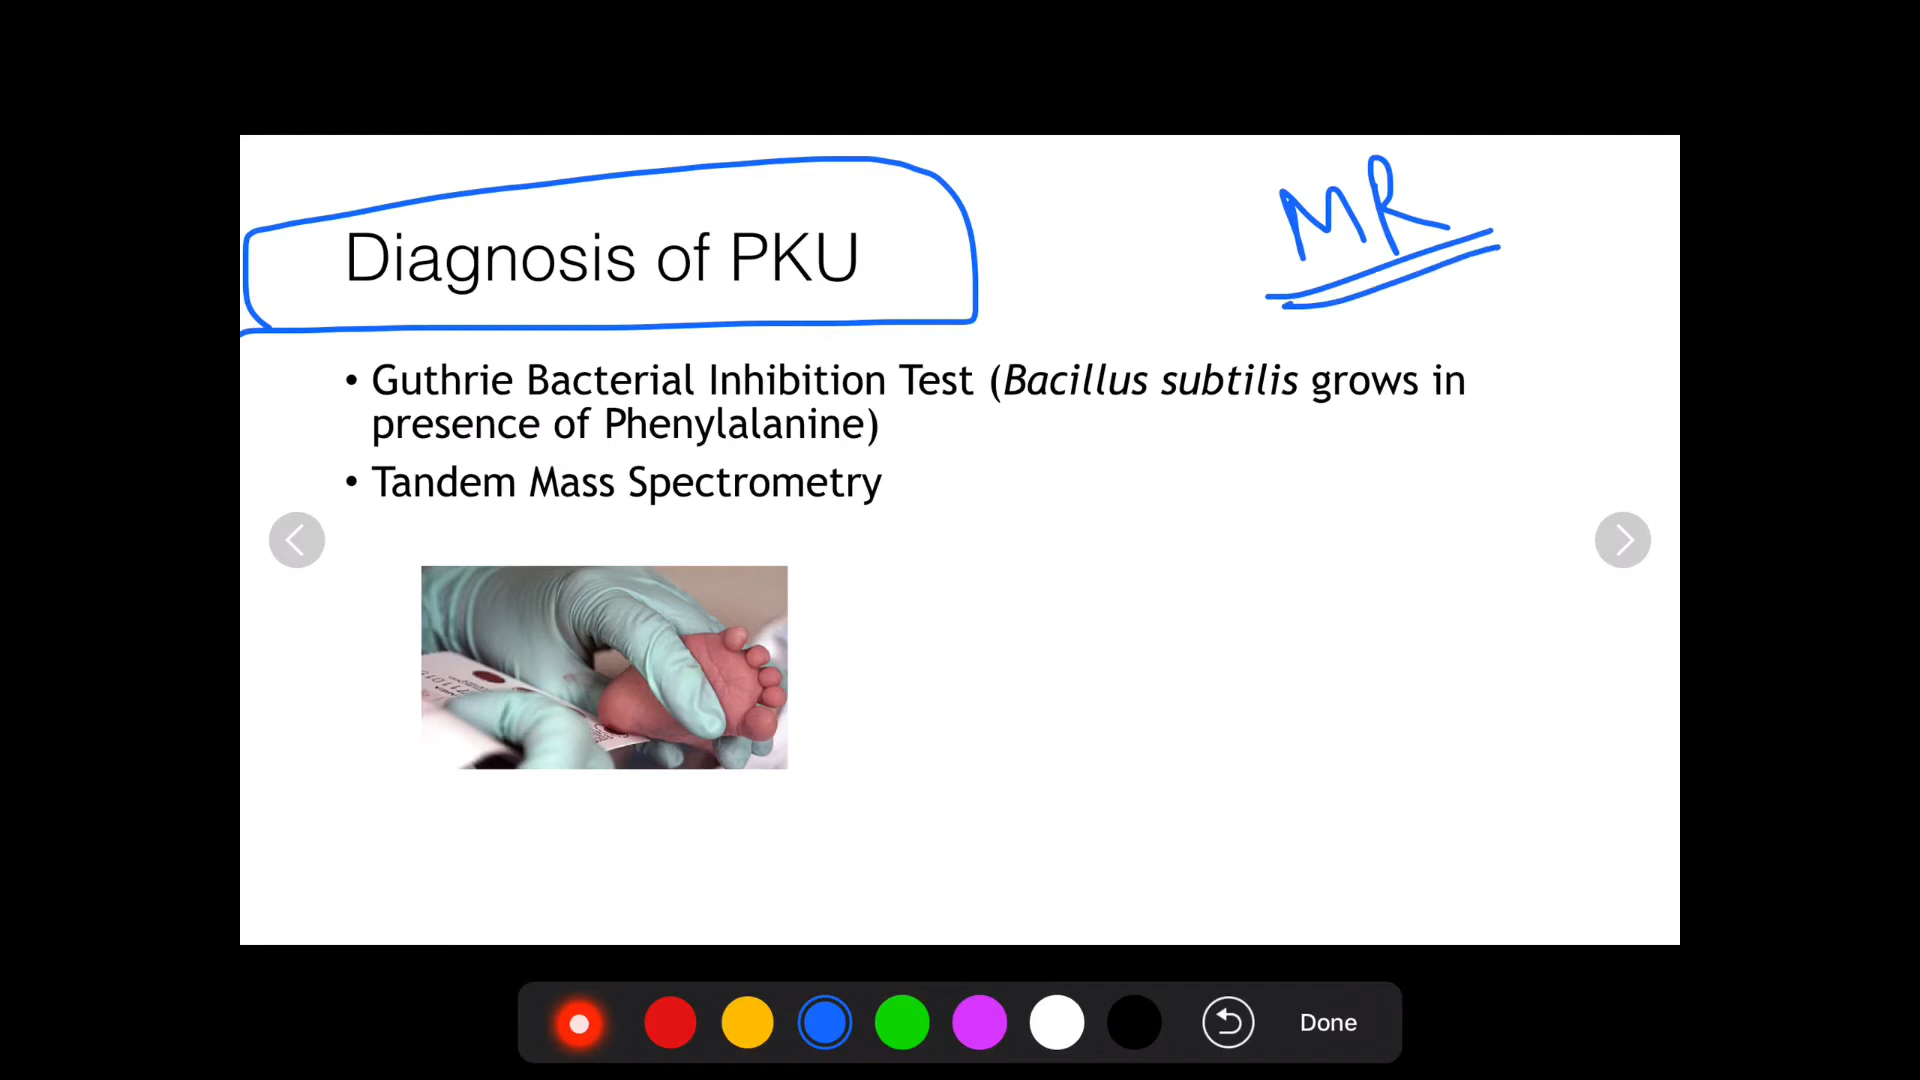 MR
Diagnosis of PKU
• Guthrie Bacterial Inhibition Test (Bacillus subtilis grows in
presence of Phenylalanine)
• Tandem Mass Spectrometry
Done